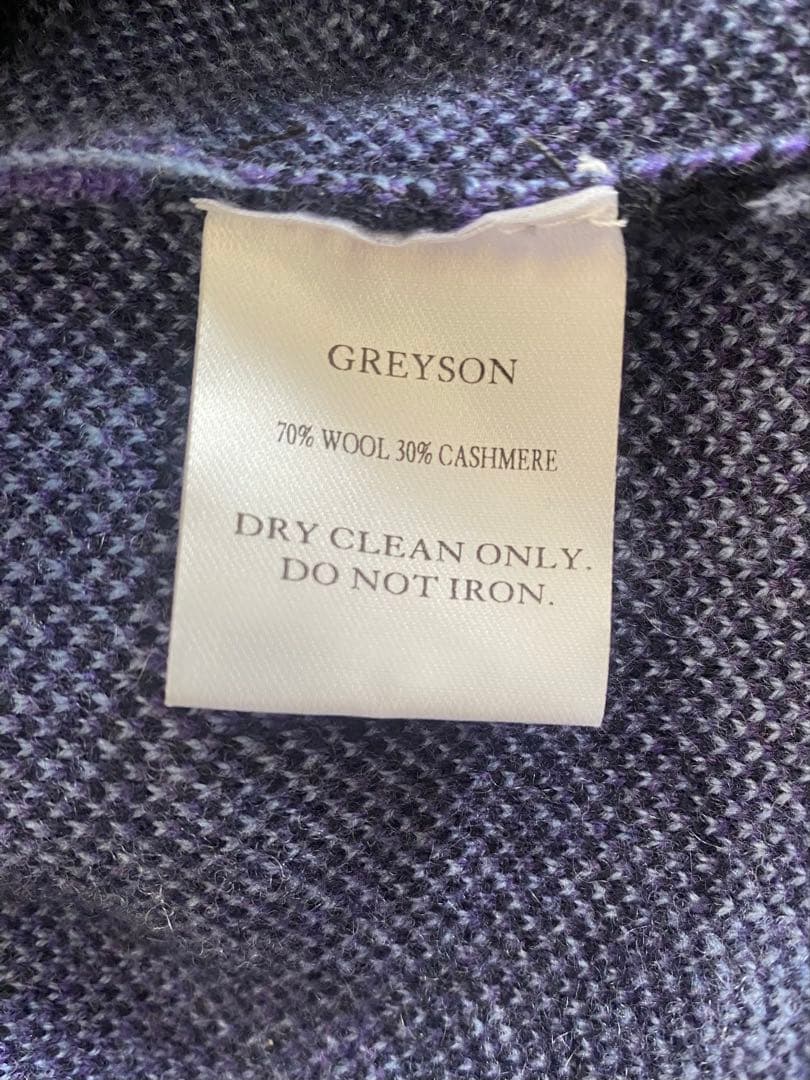 GREYSON
70% WOOL 30% CASHMERE
DRY CLEAN ONLY.
DO NOT IRON.